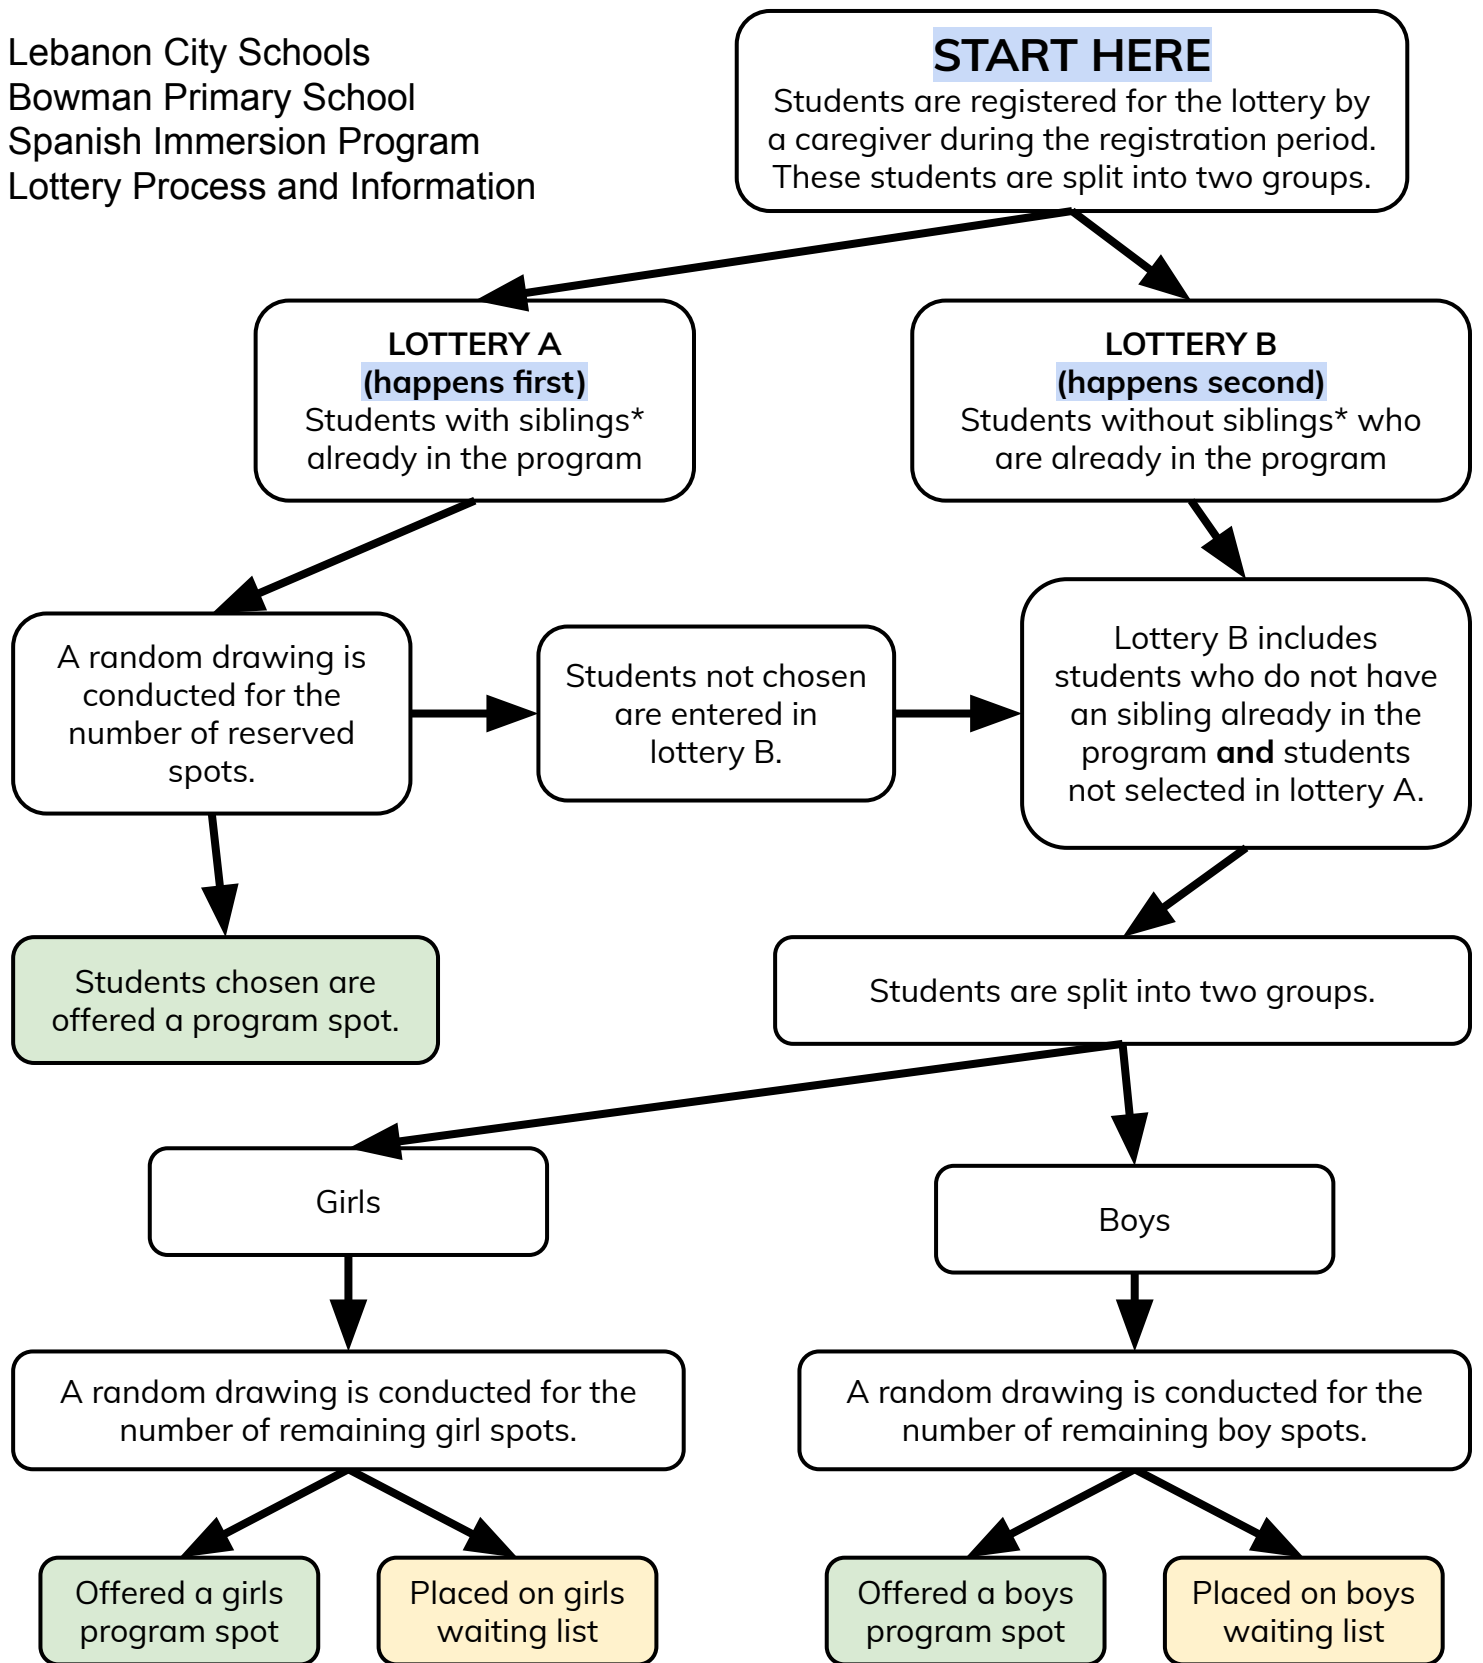 Lebanon City Schools
Bowman Primary School
Spanish Immersion Program
Lottery Process and Information
START HERE
Students are registered for the lottery by
a caregiver during the registration period.
These students are split into two groups.
LOTTERY A
(happens first)
Students with siblings*
already in the program
LOTTERY B
(happens second)
Students without siblings* who
are already in the program
A random drawing is
conducted for the
number of reserved
spots.
Students not chosen
are entered in
lottery B.
Lottery B includes
students who do not have
an sibling already in the
program and students
not selected in lottery A.
Students chosen are
offered a program spot.
Students are split into two groups.
Girls
Boys
A random drawing is conducted for the
number of remaining girl spots.
A random drawing is conducted for the
number of remaining boy spots.
Offered a girls
program spot
Placed on girls
waiting list
Offered a boys
program spot
Placed on boys
waiting list